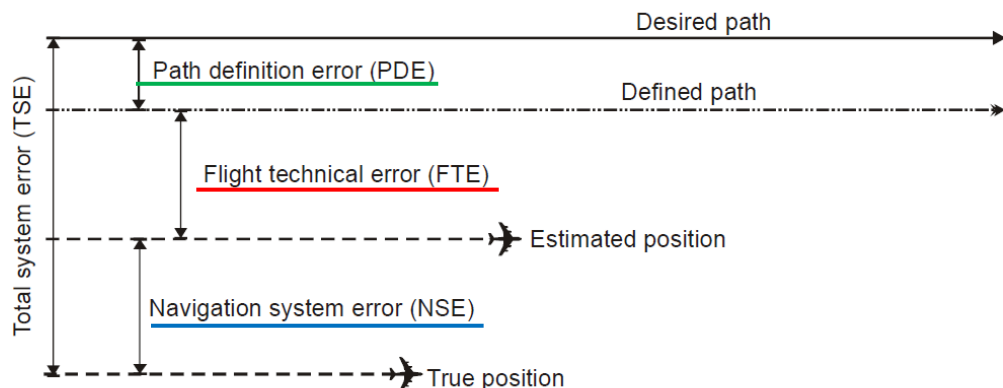 Desired path
Path definition error (PDE)
Defined path
Total system error (TSE)
Flight technical error (FTE)
Estimated position
Navigation system error (NSE)
True position